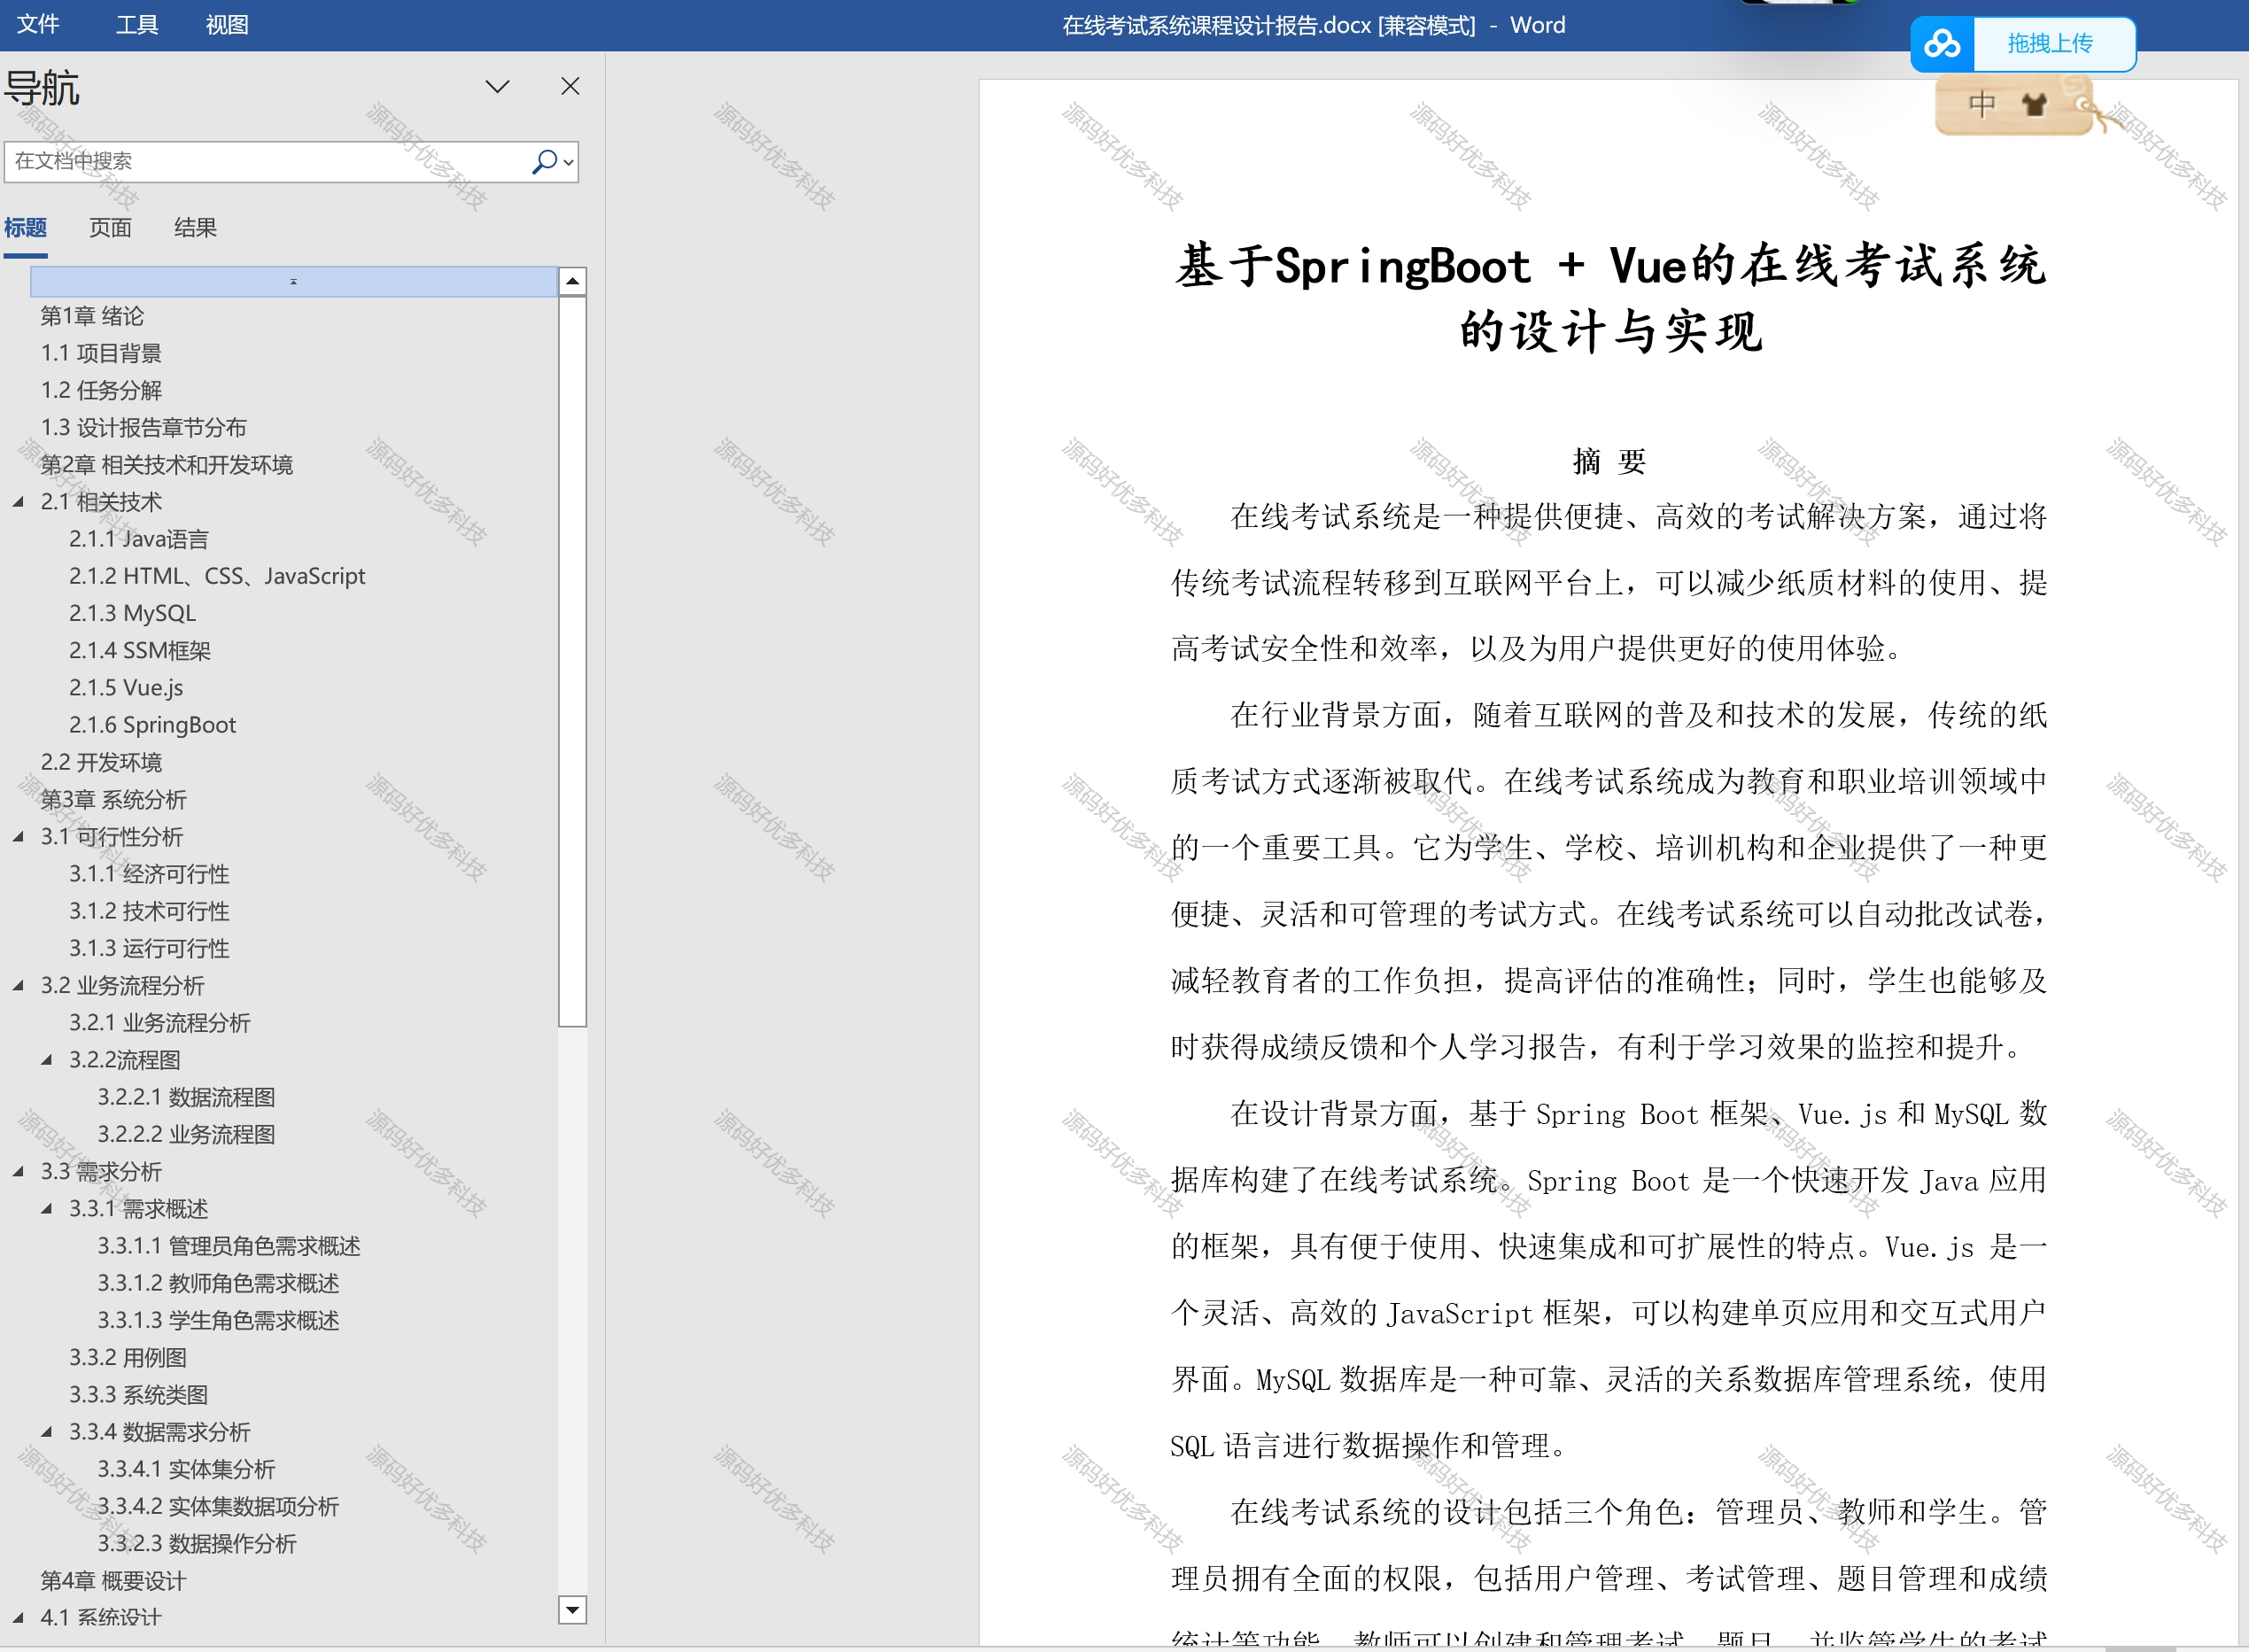 文件 工具 视图
在线考试系统课程设计报告.docx [兼容模式] - Word
拖拽上传
中
导航
在文档中搜索
标题 页面 结果
第1章 绪论
1.1 项目背景
1.2 任务分解
1.3 设计报告章节分布
第2章 相关技术和开发环境
2.1 相关技术
2.1.1 Java语言
2.1.2 HTML、CSS、JavaScript
2.1.3 MySQL
2.1.4 SSM框架
2.1.5 Vue.js
2.1.6 SpringBoot
2.2 开发环境
第3章 系统分析
3.1 可行性分析
3.1.1 经济可行性
3.1.2 技术可行性
3.1.3 运行可行性
3.2 业务流程分析
3.2.1 业务流程分析
3.2.2流程图
3.2.2.1 数据流程图
3.2.2.2 业务流程图
3.3 需求分析
3.3.1 需求概述
3.3.1.1 管理员角色需求概述
3.3.1.2 教师角色需求概述
3.3.1.3 学生角色需求概述
3.3.2 用例图
3.3.3 系统类图
3.3.4 数据需求分析
3.3.4.1 实体集分析
3.3.4.2 实体集数据项分析
3.3.2.3 数据操作分析
第4章 概要设计
4.1 系统设计
基于SpringBoot + Vue的在线考试系统
的设计与实现
摘 要
在线考试系统是一种提供便捷、高效的考试解决方案，通过将
传统考试流程转移到互联网平台上，可以减少纸质材料的使用、提
高考试安全性和效率，以及为用户提供更好的使用体验。
在行业背景方面，随着互联网的普及和技术的发展，传统的纸
质考试方式逐渐被取代。在线考试系统成为教育和职业培训领域中
的一个重要工具。它为学生、学校、培训机构和企业提供了一种更
便捷、灵活和可管理的考试方式。在线考试系统可以自动批改试卷，
减轻教育者的工作负担，提高评估的准确性；同时，学生也能够及
时获得成绩反馈和个人学习报告，有利于学习效果的监控和提升。
在设计背景方面，基于 Spring Boot 框架、Vue.js 和 MySQL 数
据库构建了在线考试系统。Spring Boot 是一个快速开发 Java 应用
的框架，具有便于使用、快速集成和可扩展性的特点。Vue.js 是一
个灵活、高效的 JavaScript 框架，可以构建单页应用和交互式用户
界面。MySQL 数据库是一种可靠、灵活的关系数据库管理系统，使用
SQL 语言进行数据操作和管理。
在线考试系统的设计包括三个角色：管理员、教师和学生。管
理员拥有全面的权限，包括用户管理、考试管理、题目管理和成绩
统计等功能。教师可以创建和管理考试、题目，并监管学生的考试
源码好优多科技